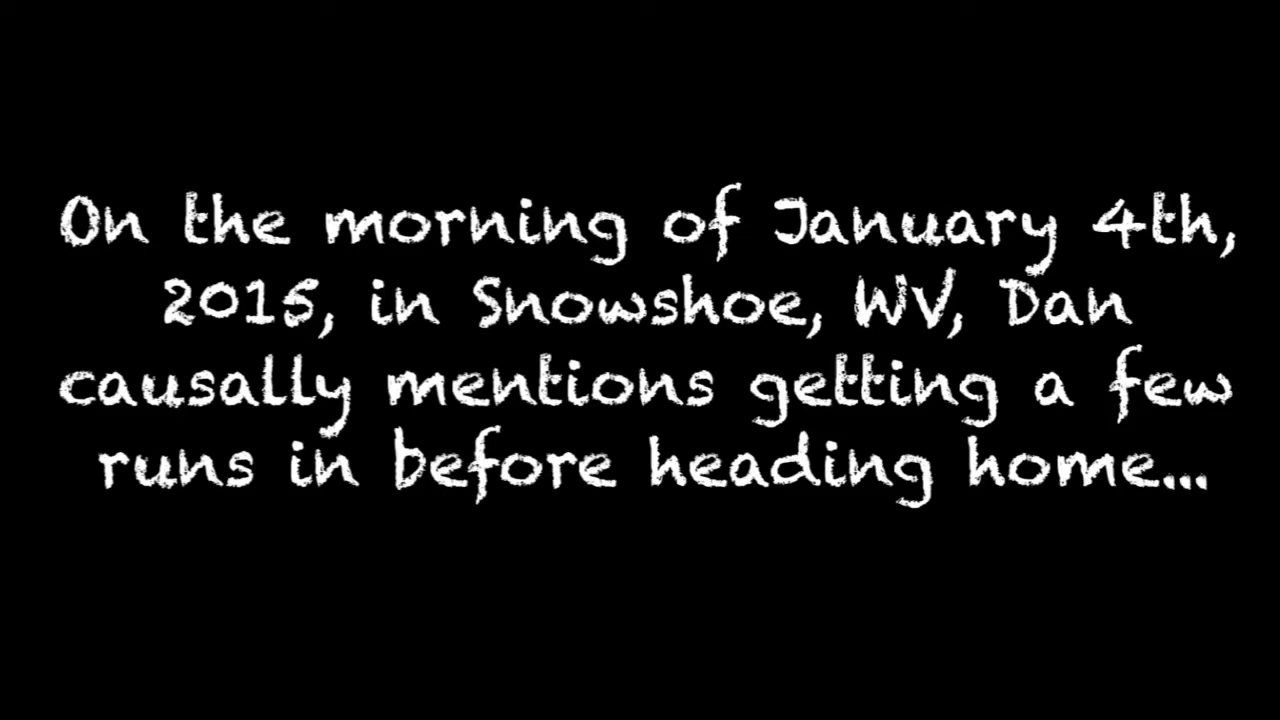 On the morning of January 4th,
2015, in Snowshoe, WV, Dan
causally mentions getting a few
runs in before heading home...